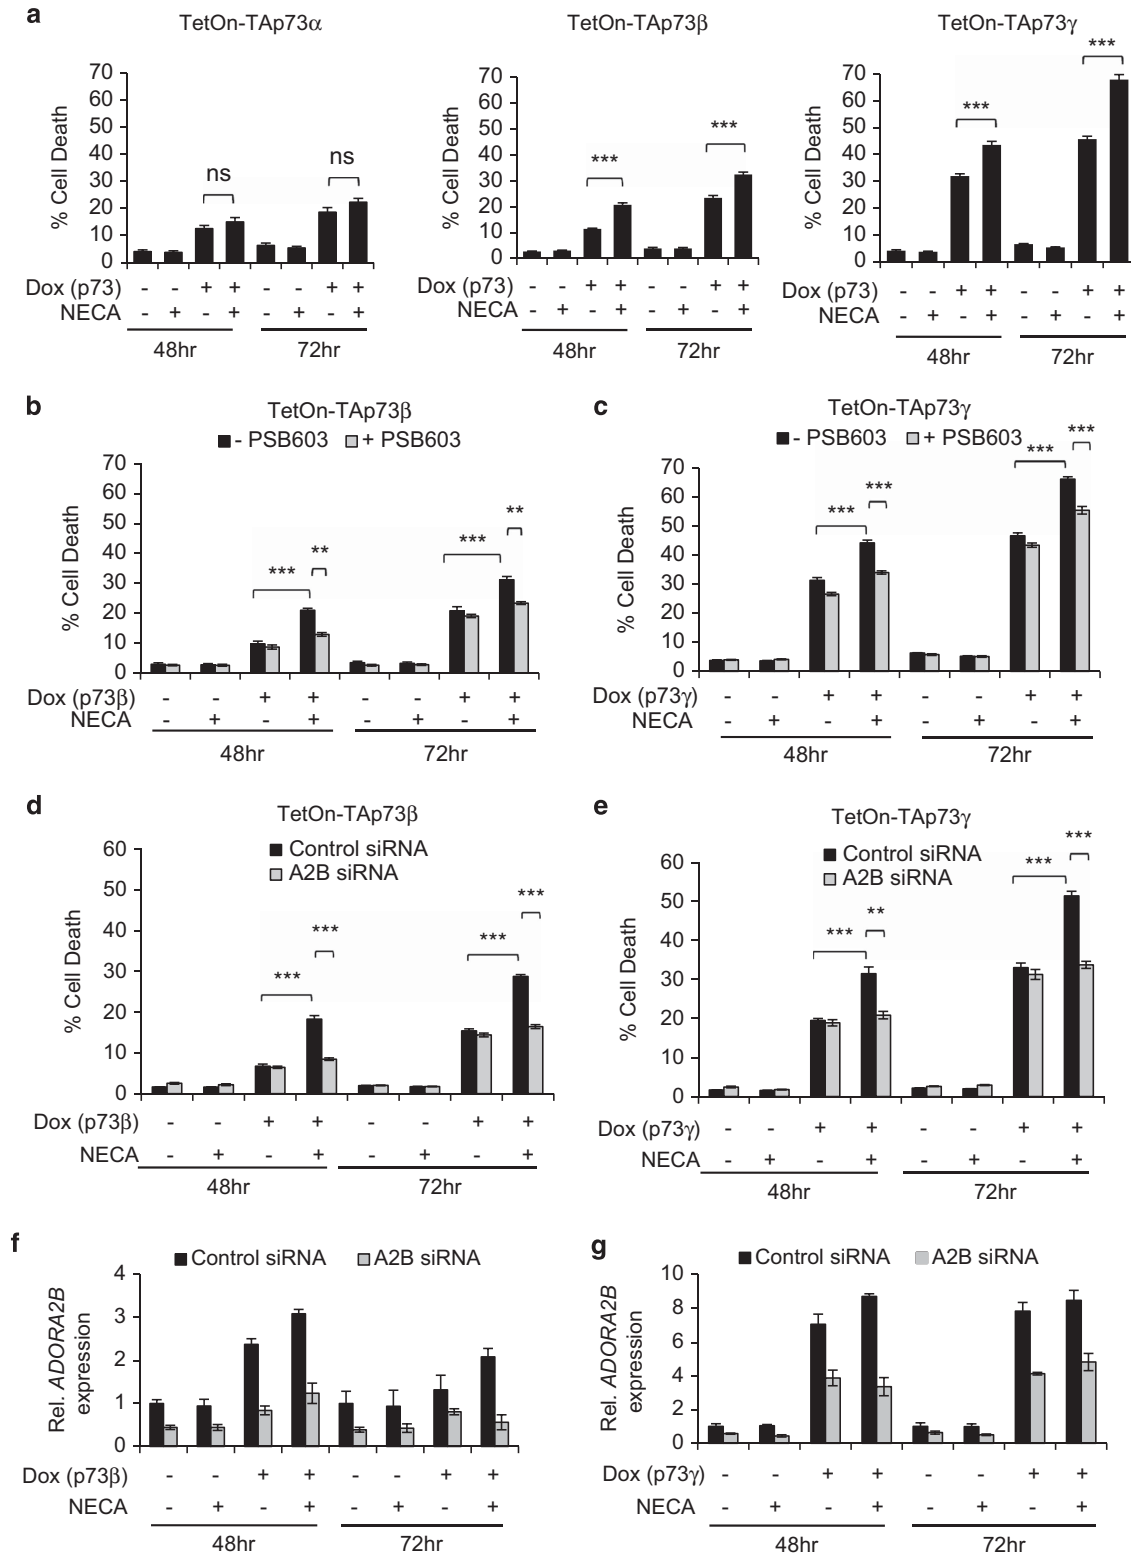 a
TetOn-TAp73α
% Cell Death
70
60
50
40
30
20
10
0
ns
ns
Dox (p73) - - + + - - + +
NECA - + - + - + - +
48hr 72hr
TetOn-TAp73β
% Cell Death
70
60
50
40
30
20
10
0
***
***
Dox (p73) - - + + - - + +
NECA - + - + - + - +
48hr 72hr
TetOn-TAp73γ
% Cell Death
70
60
50
40
30
20
10
0
***
***
Dox (p73) - - + + - - + +
NECA - + - + - + - +
48hr 72hr
b
TetOn-TAp73β
- PSB603 + PSB603
% Cell Death
70
60
50
40
30
20
10
0
***
**
***
**
Dox (p73β) - - + + - - + +
NECA - + - + - + - +
48hr 72hr
c
TetOn-TAp73γ
- PSB603 + PSB603
% Cell Death
70
60
50
40
30
20
10
0
***
***
***
***
Dox (p73γ) - - + + - - + +
NECA - + - + - + - +
48hr 72hr
d
TetOn-TAp73β
Control siRNA
A2B siRNA
% Cell Death
60
50
40
30
20
10
0
***
***
***
***
Dox (p73β) - - + + - - + +
NECA - + - + - + - +
48hr 72hr
e
TetOn-TAp73γ
Control siRNA
A2B siRNA
% Cell Death
60
50
40
30
20
10
0
***
**
***
***
Dox (p73γ) - - + + - - + +
NECA - + - + - + - +
48hr 72hr
f
Control siRNA A2B siRNA
Rel. ADORA2B
expression
4
3
2
1
0
Dox (p73β) - - + + - - + +
NECA - + - + - + - +
48hr 72hr
g
Control siRNA A2B siRNA
Rel. ADORA2B
expression
10
8
6
4
2
0
Dox (p73γ) - - + + - - + +
NECA - + - + - + - +
48hr 72hr